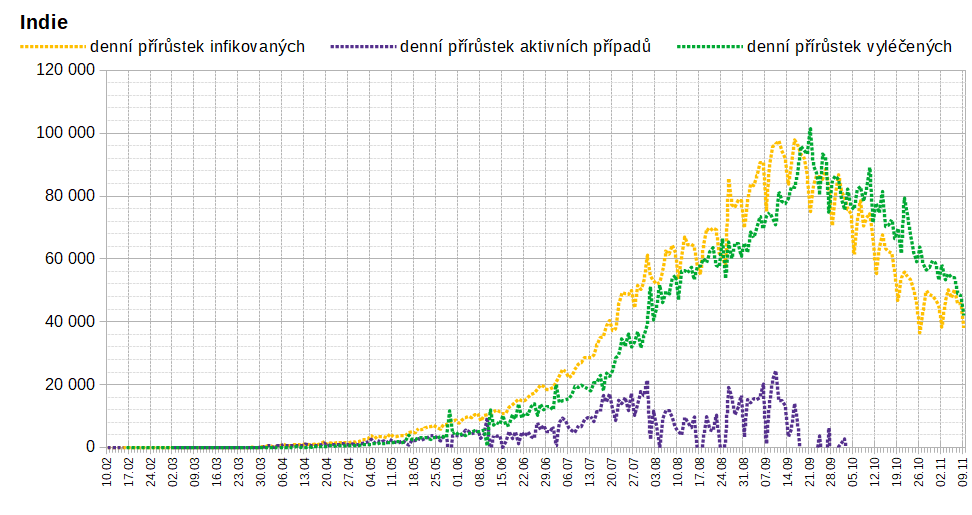 Indie
denní přírůstek infikovaných denní přírůstek aktivních případů denní přírůstek vyléčených
120 000
100 000
80 000
60 000
40 000
20 000
0
10.02 17.02 24.02 02.03 09.03 16.03 23.03 30.03 06.04 13.04 20.04 27.04 04.05 11.05 18.05 25.05 01.06 08.06 15.06 22.06 29.06 06.07 13.07 20.07 27.07 03.08 10.08 17.08 24.08 31.08 07.09 14.09 21.09 28.09 05.10 12.10 19.10 26.10 02.11 09.11